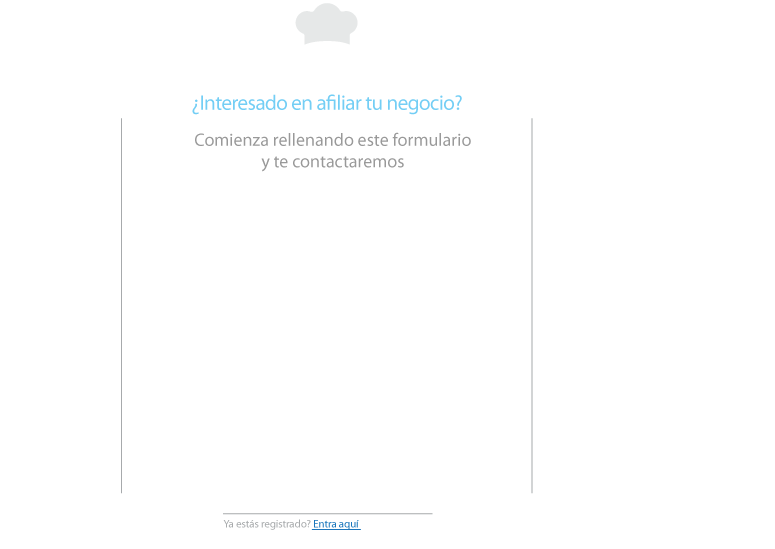 ¿Interesado en afiliar tu negocio?
Comienza rellenando este formulario
y te contactaremos
Ya estás registrado? Entra aquí